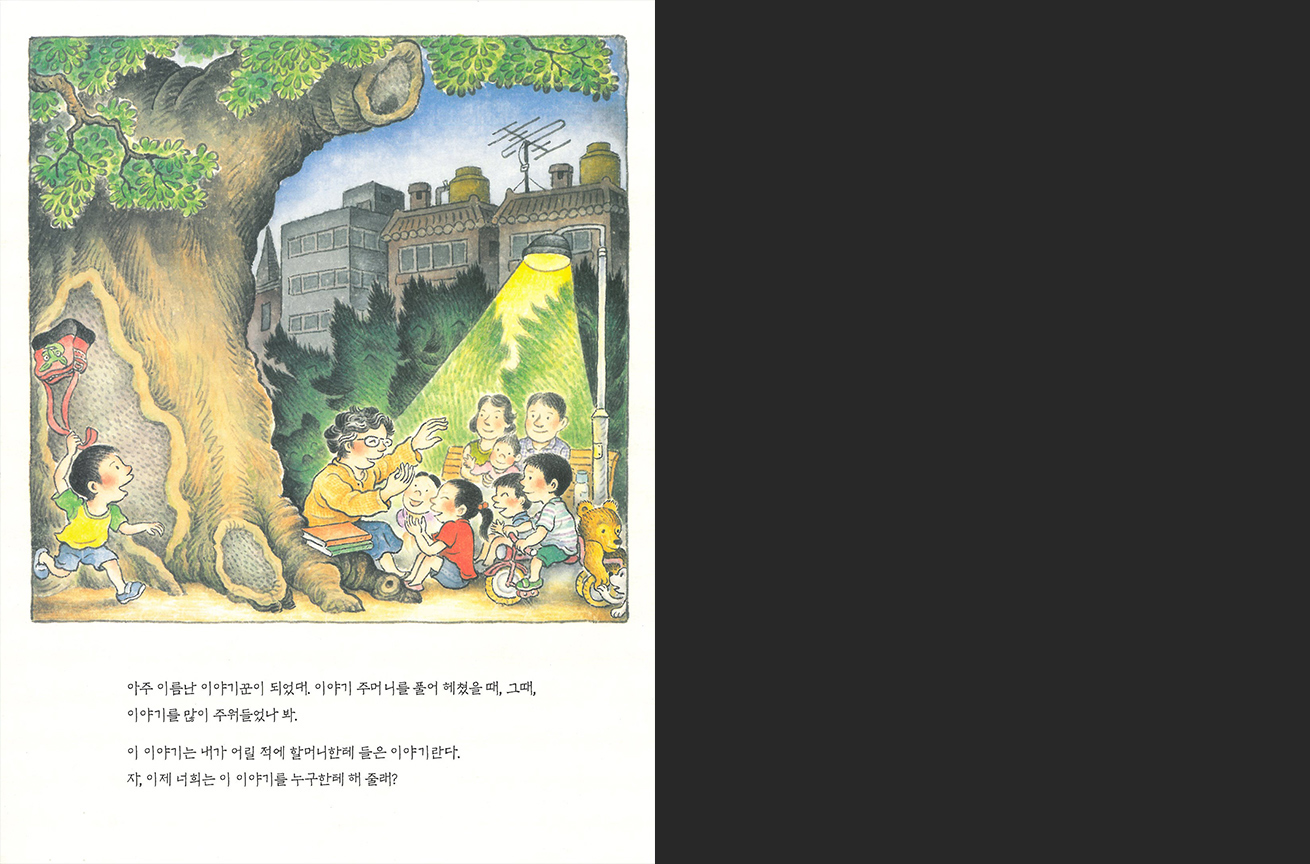 아주 이름난 이야기꾼이 되었대. 이야기 주머니를 풀어 헤쳤을 때, 그때,
이야기를 많이 주워들었나 봐.
이 이야기는 내가 어릴 적에 할머니한테 들은 이야기란다.
자, 이제 너희는 이 이야기를 누구한테 해 줄래?